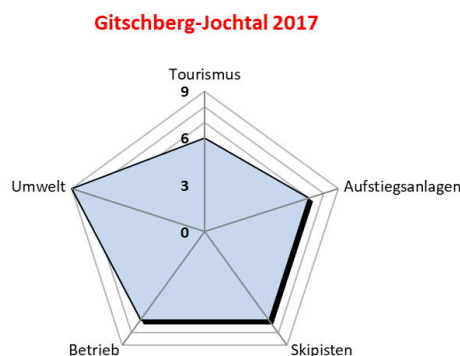 Gitschberg-Jochtal 2017
Tourismus
9
6
3
0
Umwelt
Aufstiegsanlagen
Betrieb
Skipisten